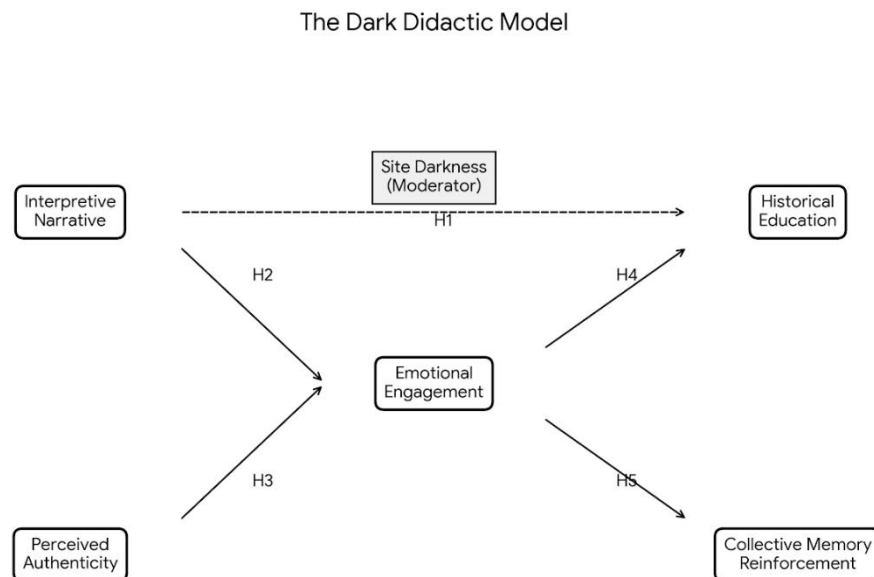 The Dark Didactic Model
Site Darkness
(Moderator)
Interpretive
Narrative
H1
Historical
Education
H2
H4
Emotional
Engagement
H3
H5
Perceived
Authenticity
Collective Memory
Reinforcement